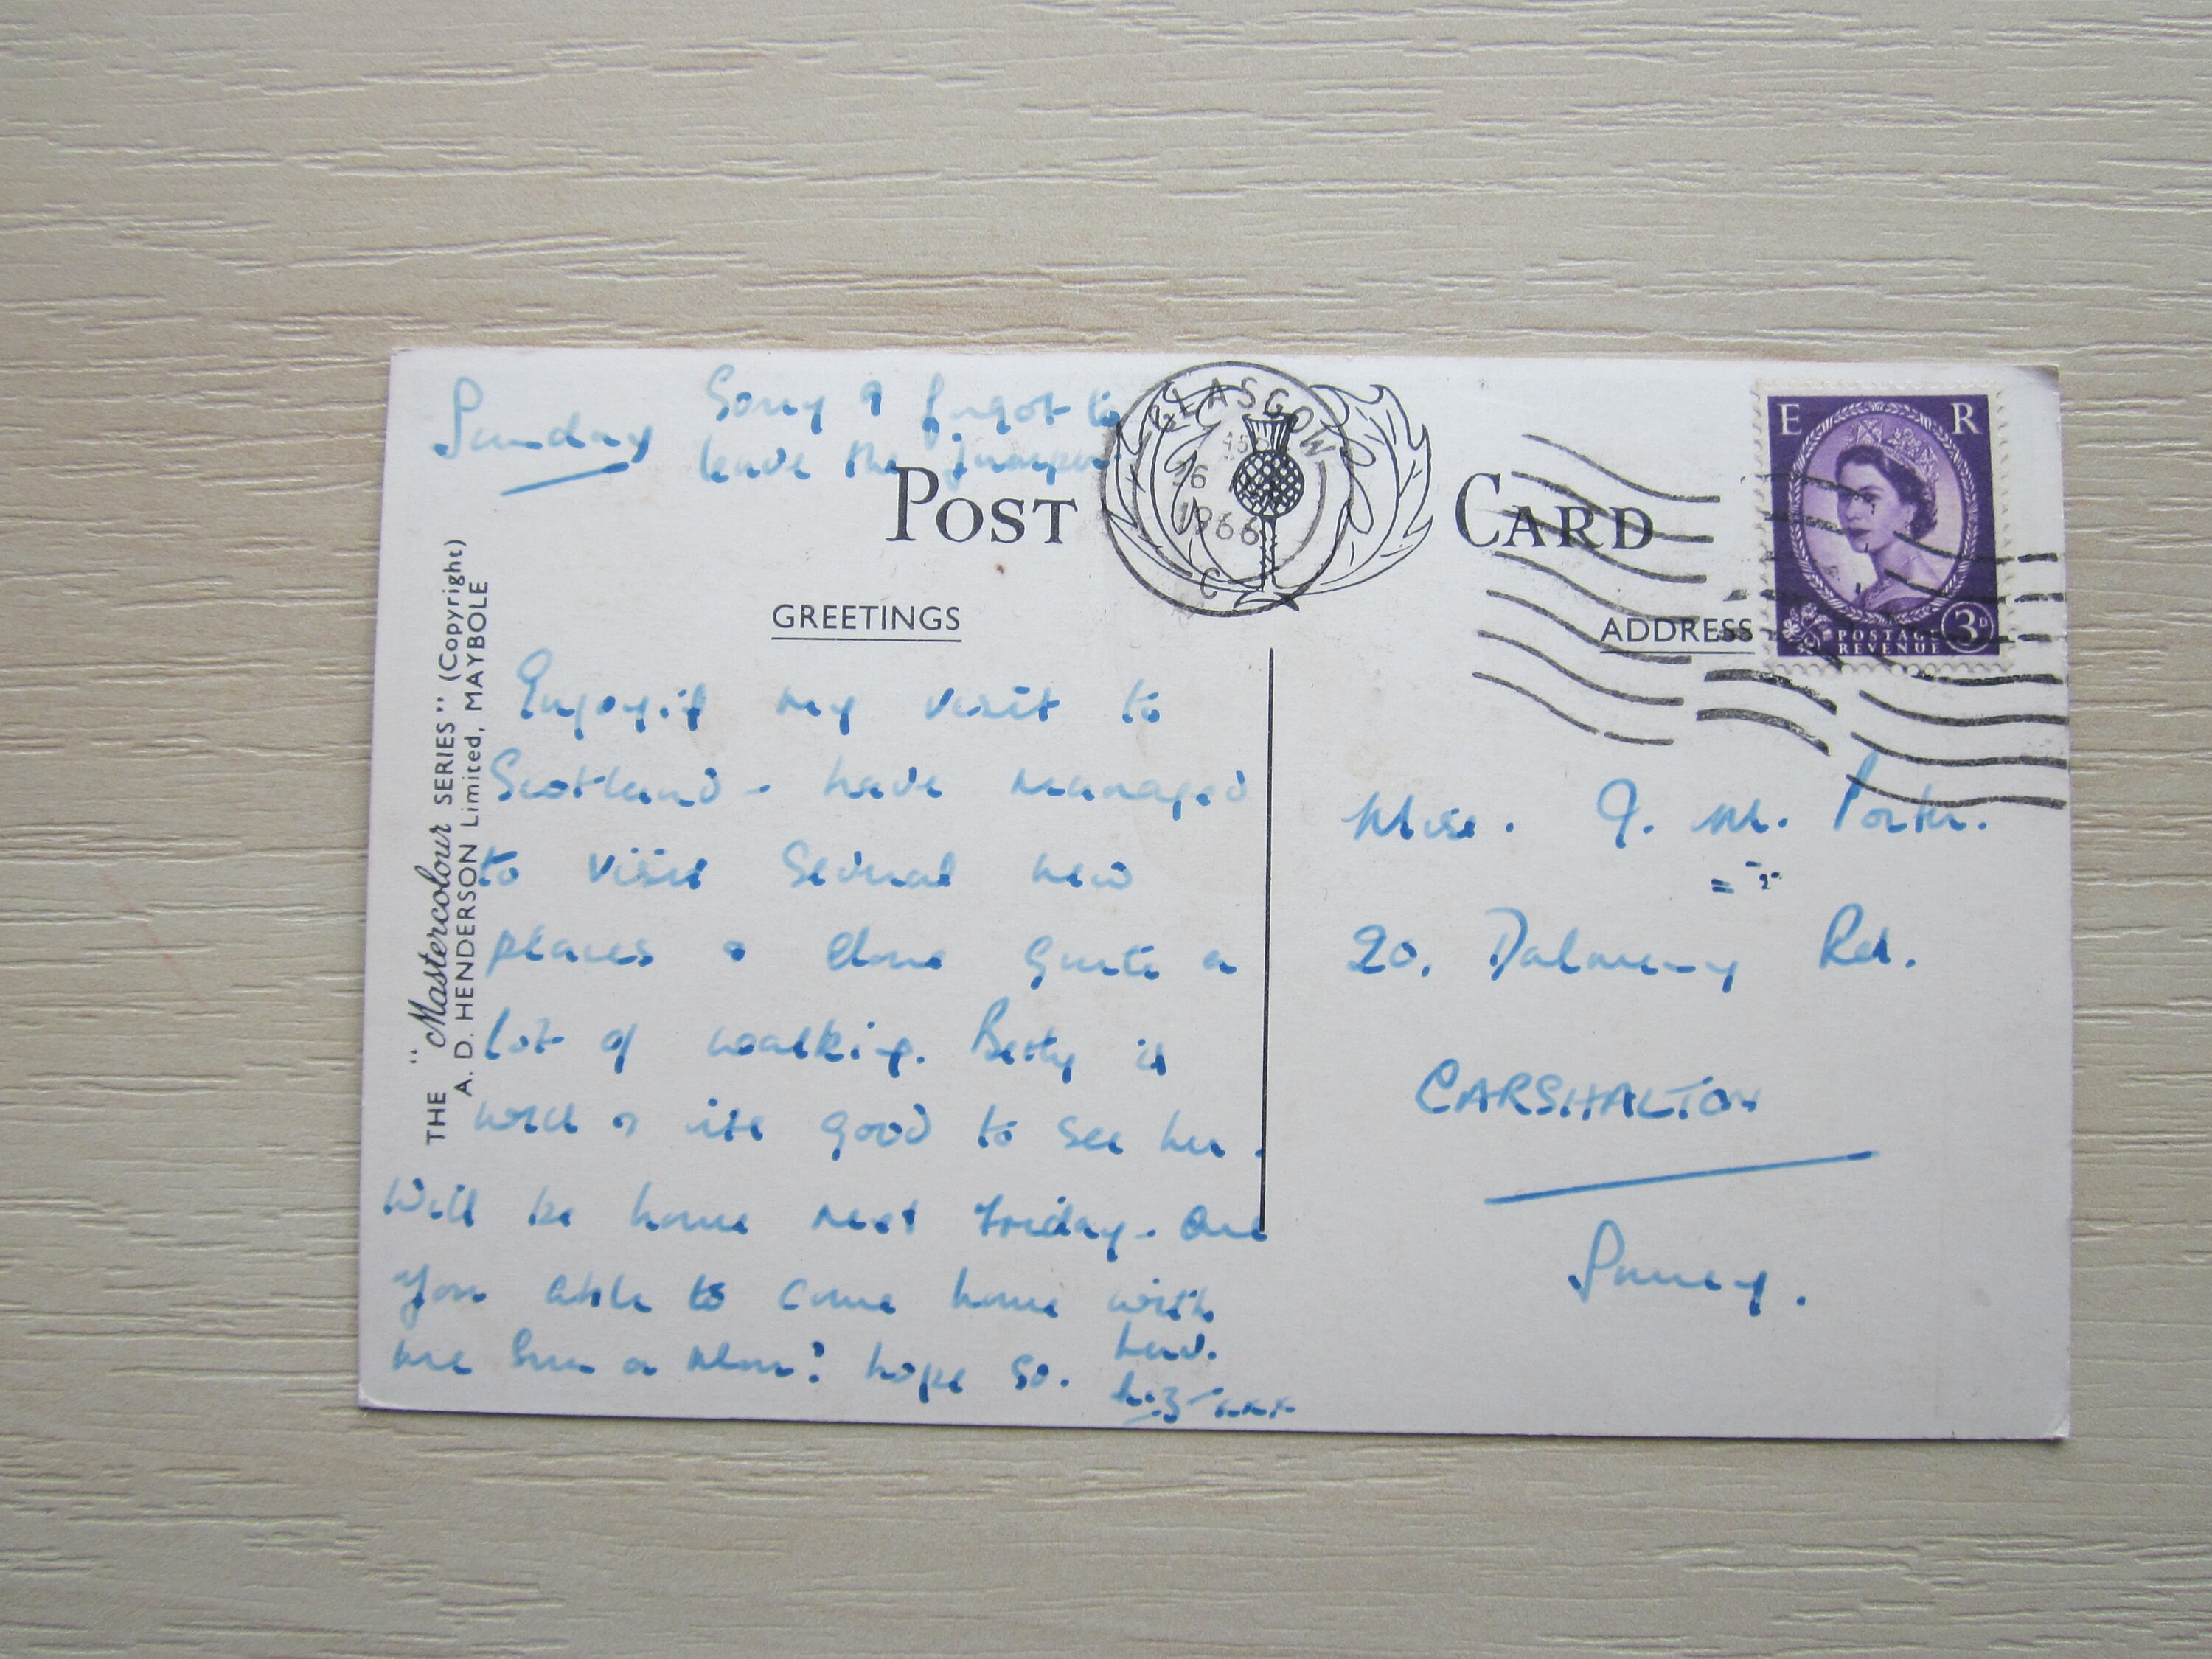 Sunday
Sorry I forgot to
leave the jumper.
POST CARD
GLASGOW
1966
C
E R
3D
POSTAGE
REVENUE
GREETINGS
ADDRESS
THE "Mastercolour SERIES" (Copyright)
A. D. HENDERSON Limited, MAYBOLE
Enjoying my visit to
Scotland - have managed
to visit several new
places & done quite a
lot of walking. Betty is
well & its good to see her.
Will be home next Friday. Are
you able to come home with
me Sun or Mon? hope so.
Love.
Liz xxx
Miss. J. M. Porter.
20, Dalmeny Rd.
CARSHALTON
Surrey.